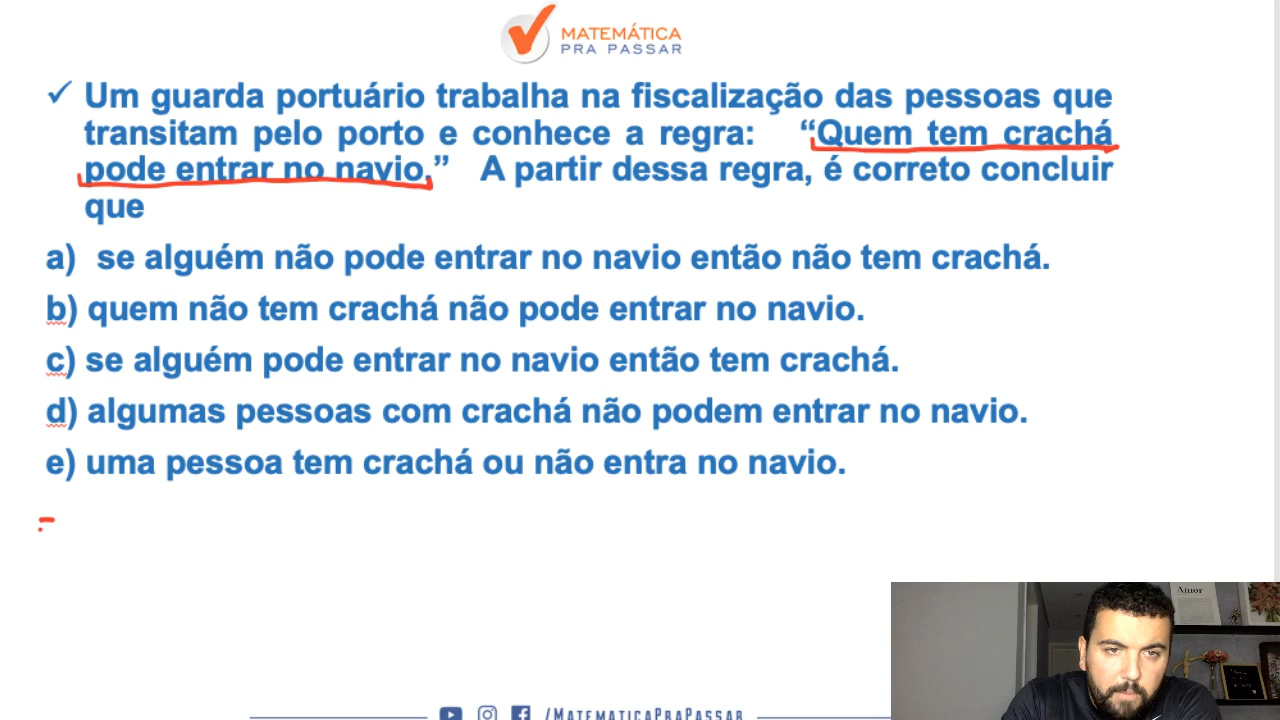 MATEMÁTICA
PRA PASSAR
✓ Um guarda portuário trabalha na fiscalização das pessoas que
transitam pelo porto e conhece a regra: “Quem tem crachá
pode entrar no navio.” A partir dessa regra, é correto concluir
que
a) se alguém não pode entrar no navio então não tem crachá.
b) quem não tem crachá não pode entrar no navio.
c) se alguém pode entrar no navio então tem crachá.
d) algumas pessoas com crachá não podem entrar no navio.
e) uma pessoa tem crachá ou não entra no navio.
Amor
/MATEMATICAPRAPASSAR